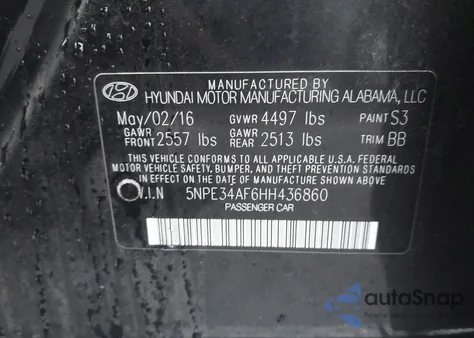 MANUFACTURED BY
HYUNDAI MOTOR MANUFACTURING ALABAMA, LLC
May/02/16 GVWR 4497 lbs PAINT S3
GAWR FRONT 2557 lbs GAWR REAR 2513 lbs TRIM BB
THIS VEHICLE CONFORMS TO ALL APPLICABLE U.S.A. FEDERAL
MOTOR VEHICLE SAFETY, BUMPER, AND THEFT PREVENTION
STANDARDS IN EFFECT ON THE DATE OF MANUFACTURE SHOWN ABOVE.
V.I.N 5NPE34AF6HH436860
PASSENGER CAR
autoSnap